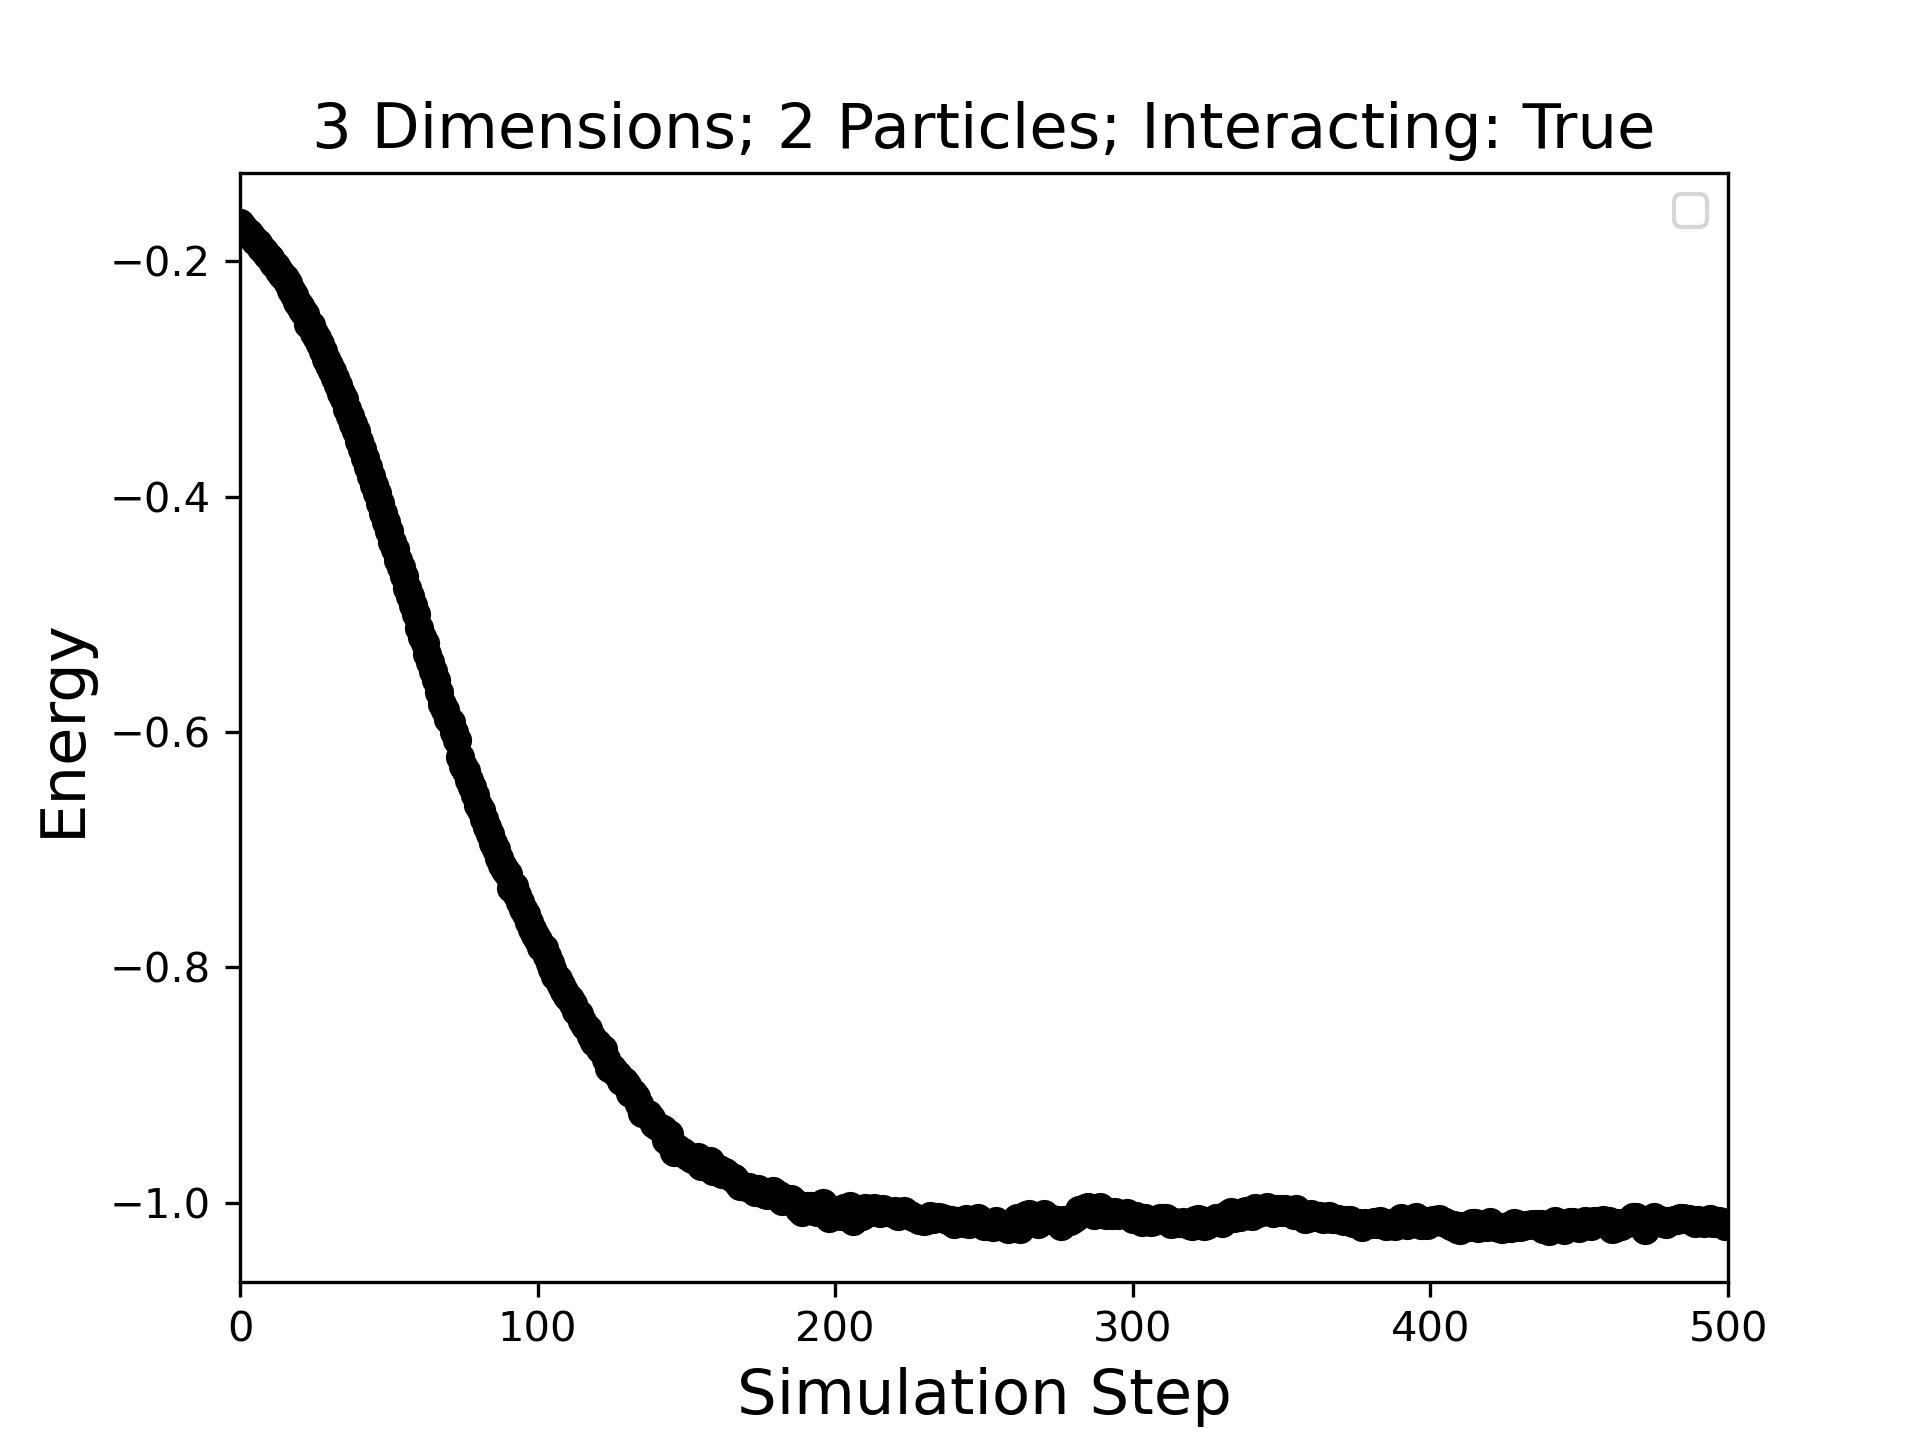 3 Dimensions; 2 Particles; Interacting: True
Energy
−0.2
−0.4
−0.6
−0.8
−1.0
0 100 200 300 400 500
Simulation Step